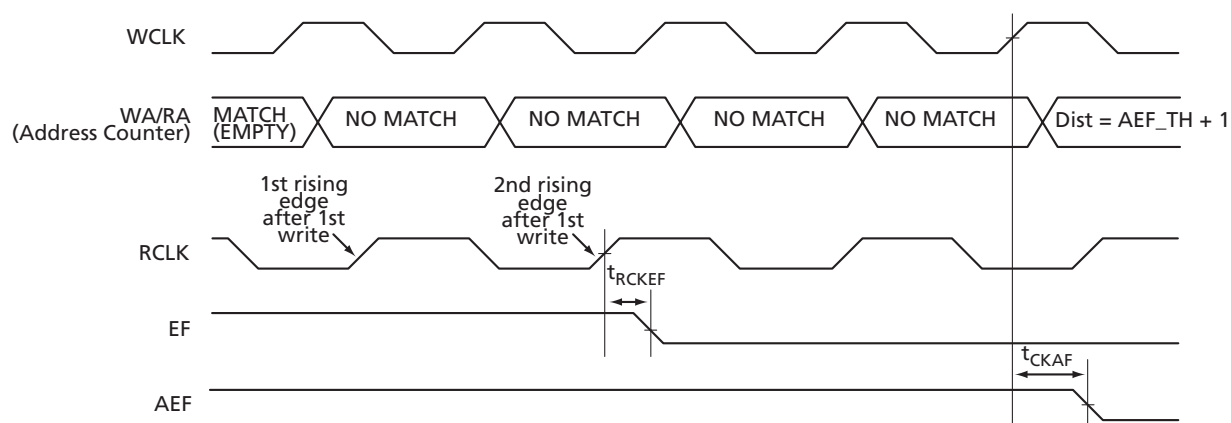 WCLK
WA/RA
(Address Counter)
MATCH
(EMPTY)
NO MATCH
NO MATCH
NO MATCH
NO MATCH
Dist = AEF_TH + 1
1st rising
edge
after 1st
write
2nd rising
edge
after 1st
write
RCLK
tRCKEF
EF
tCKAF
AEF